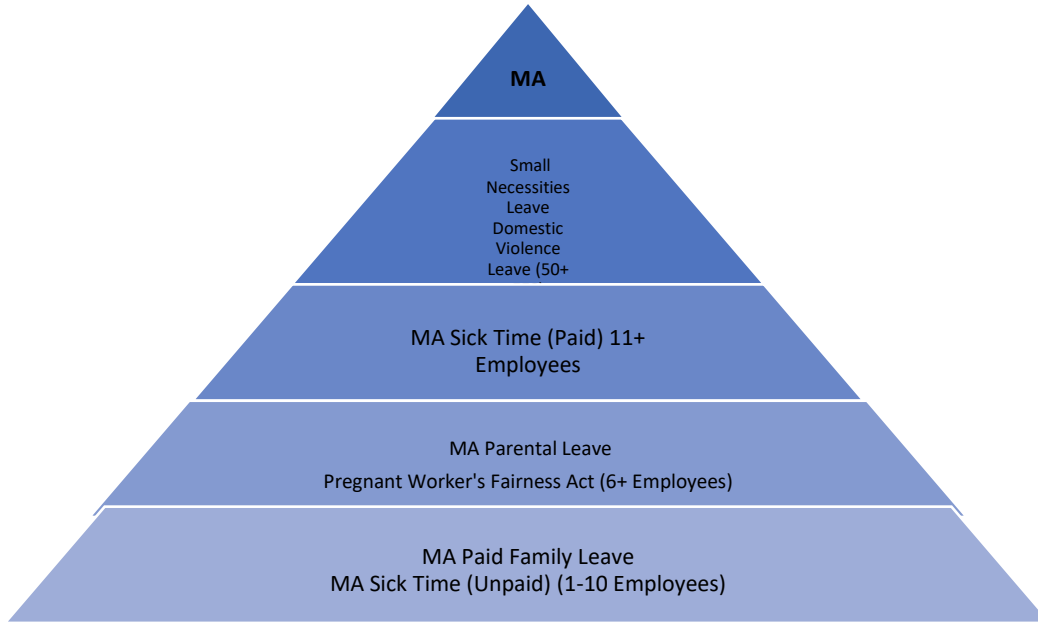 MA
Small
Necessities
Leave
Domestic
Violence
Leave (50+
MA Sick Time (Paid) 11+
Employees
MA Parental Leave
Pregnant Worker's Fairness Act (6+ Employees)
MA Paid Family Leave
MA Sick Time (Unpaid) (1-10 Employees)